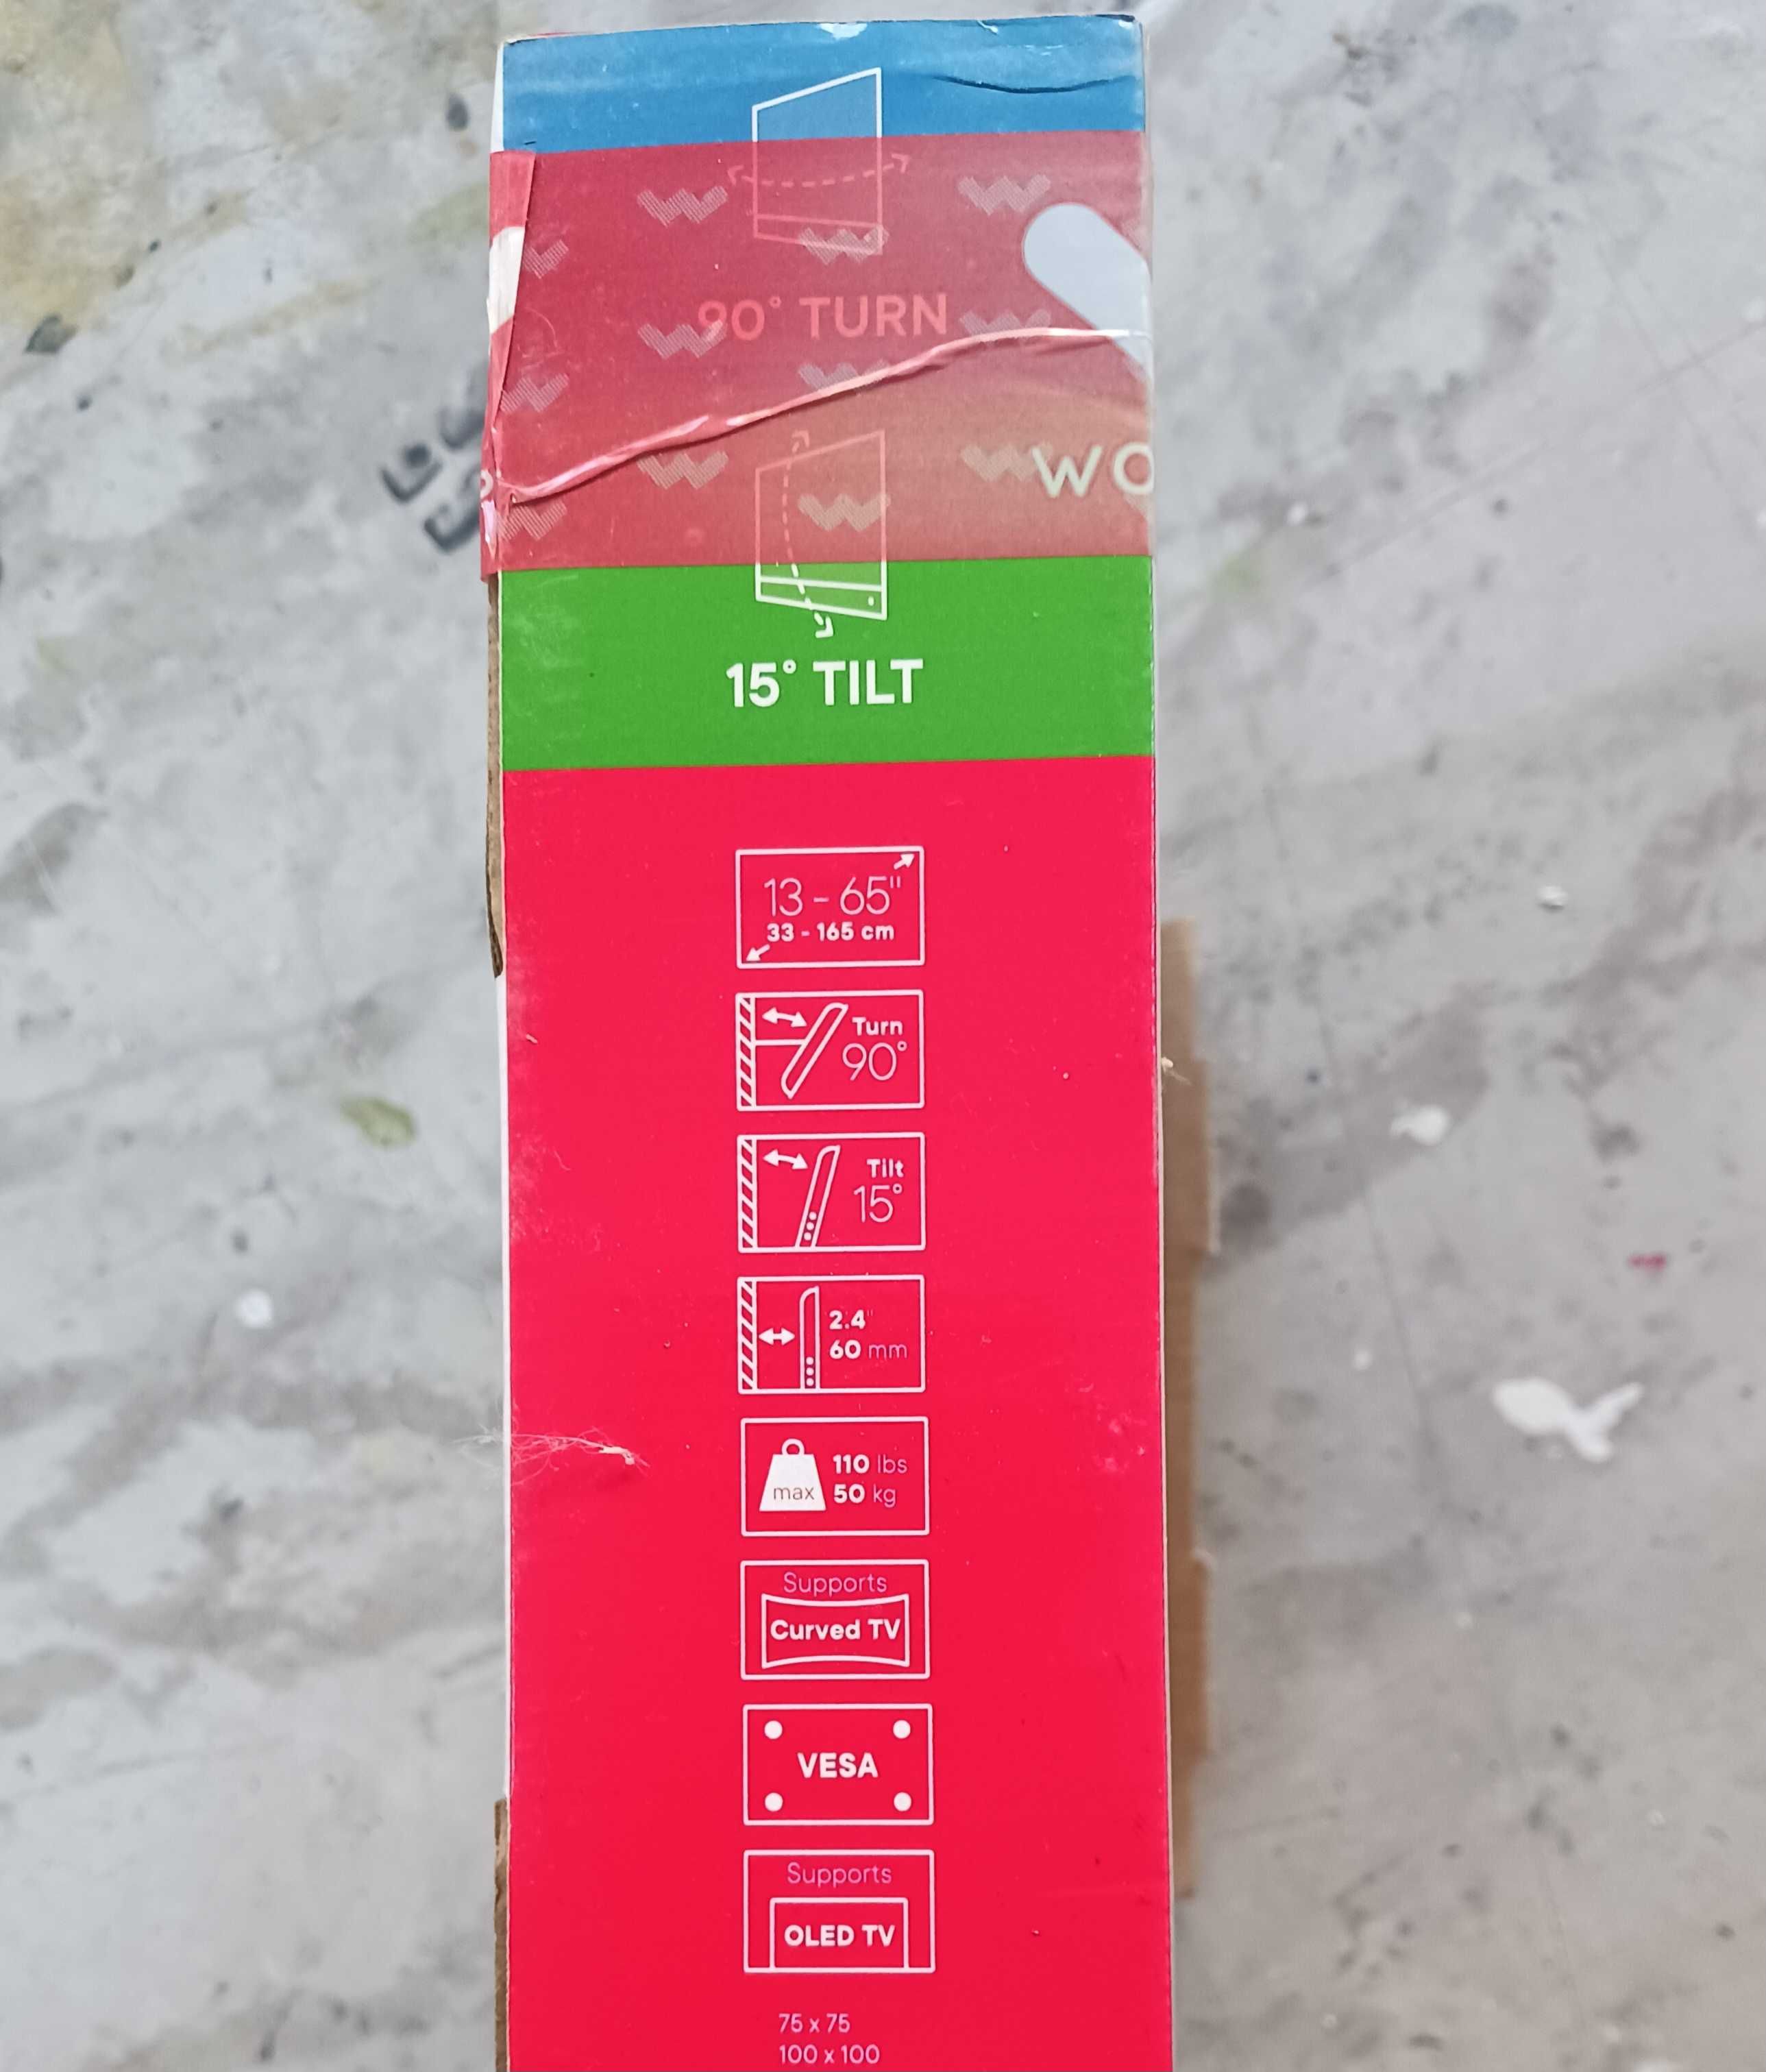 90° TURN
WO
15° TILT
13 - 65"
33 - 165 cm
Turn
90°
Tilt
15°
2.4"
60 mm
max
110 lbs
50 kg
Supports
Curved TV
VESA
Supports
OLED TV
75 x 75
100 x 100